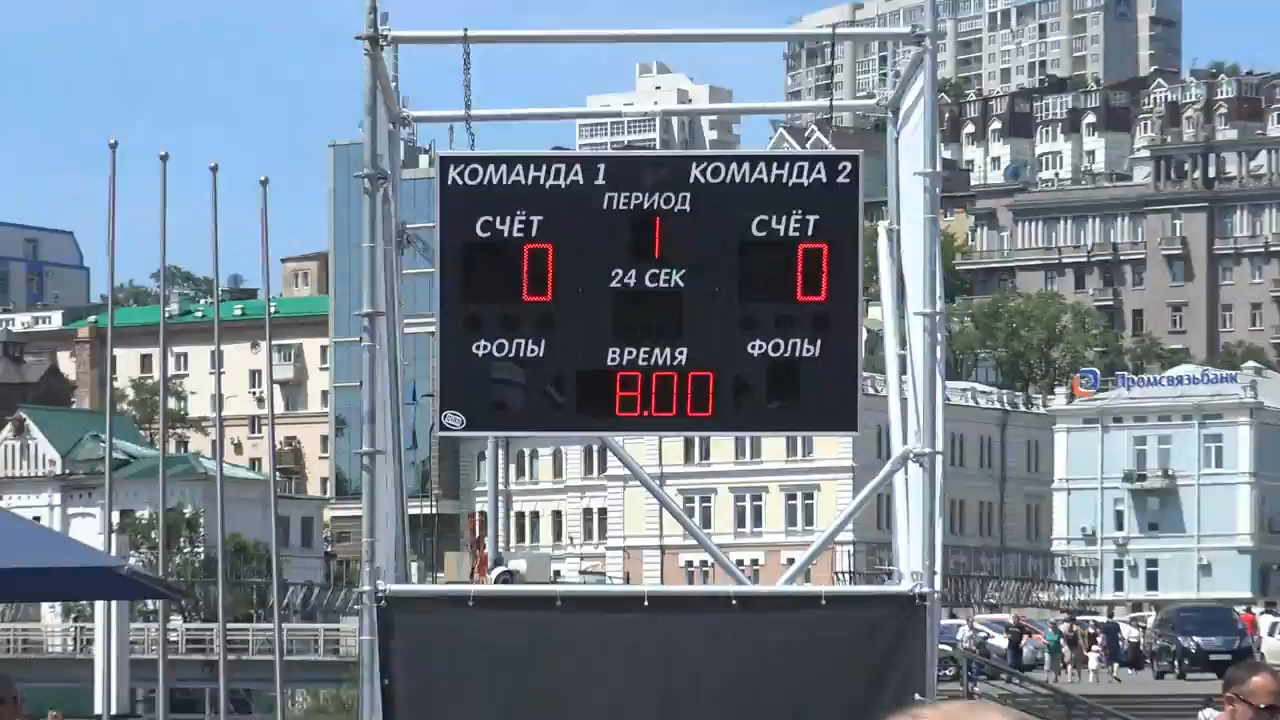 КОМАНДА 1 КОМАНДА 2
ПЕРИОД
СЧЁТ 1 СЧЁТ
0 0
24 СЕК
ФОЛЫ ВРЕМЯ ФОЛЫ
8.00
Промсвязьбанк